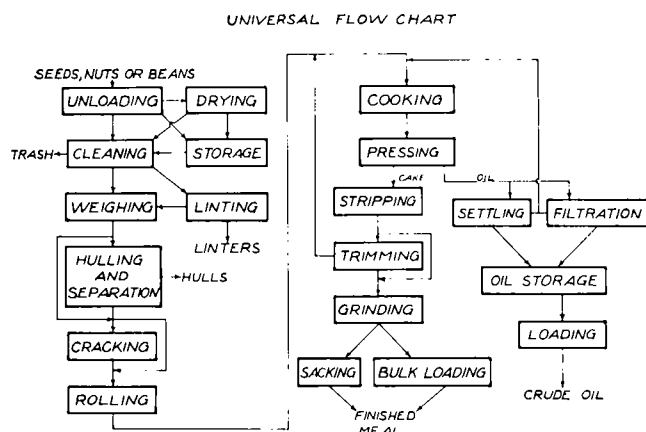 UNIVERSAL FLOW CHART
SEEDS, NUTS OR BEANS
UNLOADING
DRYING
TRASH
CLEANING
STORAGE
WEIGHING
LINTING
LINTERS
HULLING
AND
SEPARATION
HULLS
CRACKING
ROLLING
COOKING
PRESSING
CAKE
OIL
STRIPPING
SETTLING
FILTRATION
TRIMMING
OIL STORAGE
GRINDING
LOADING
SACKING
BULK LOADING
CRUDE OIL
FINISHED
MEAL